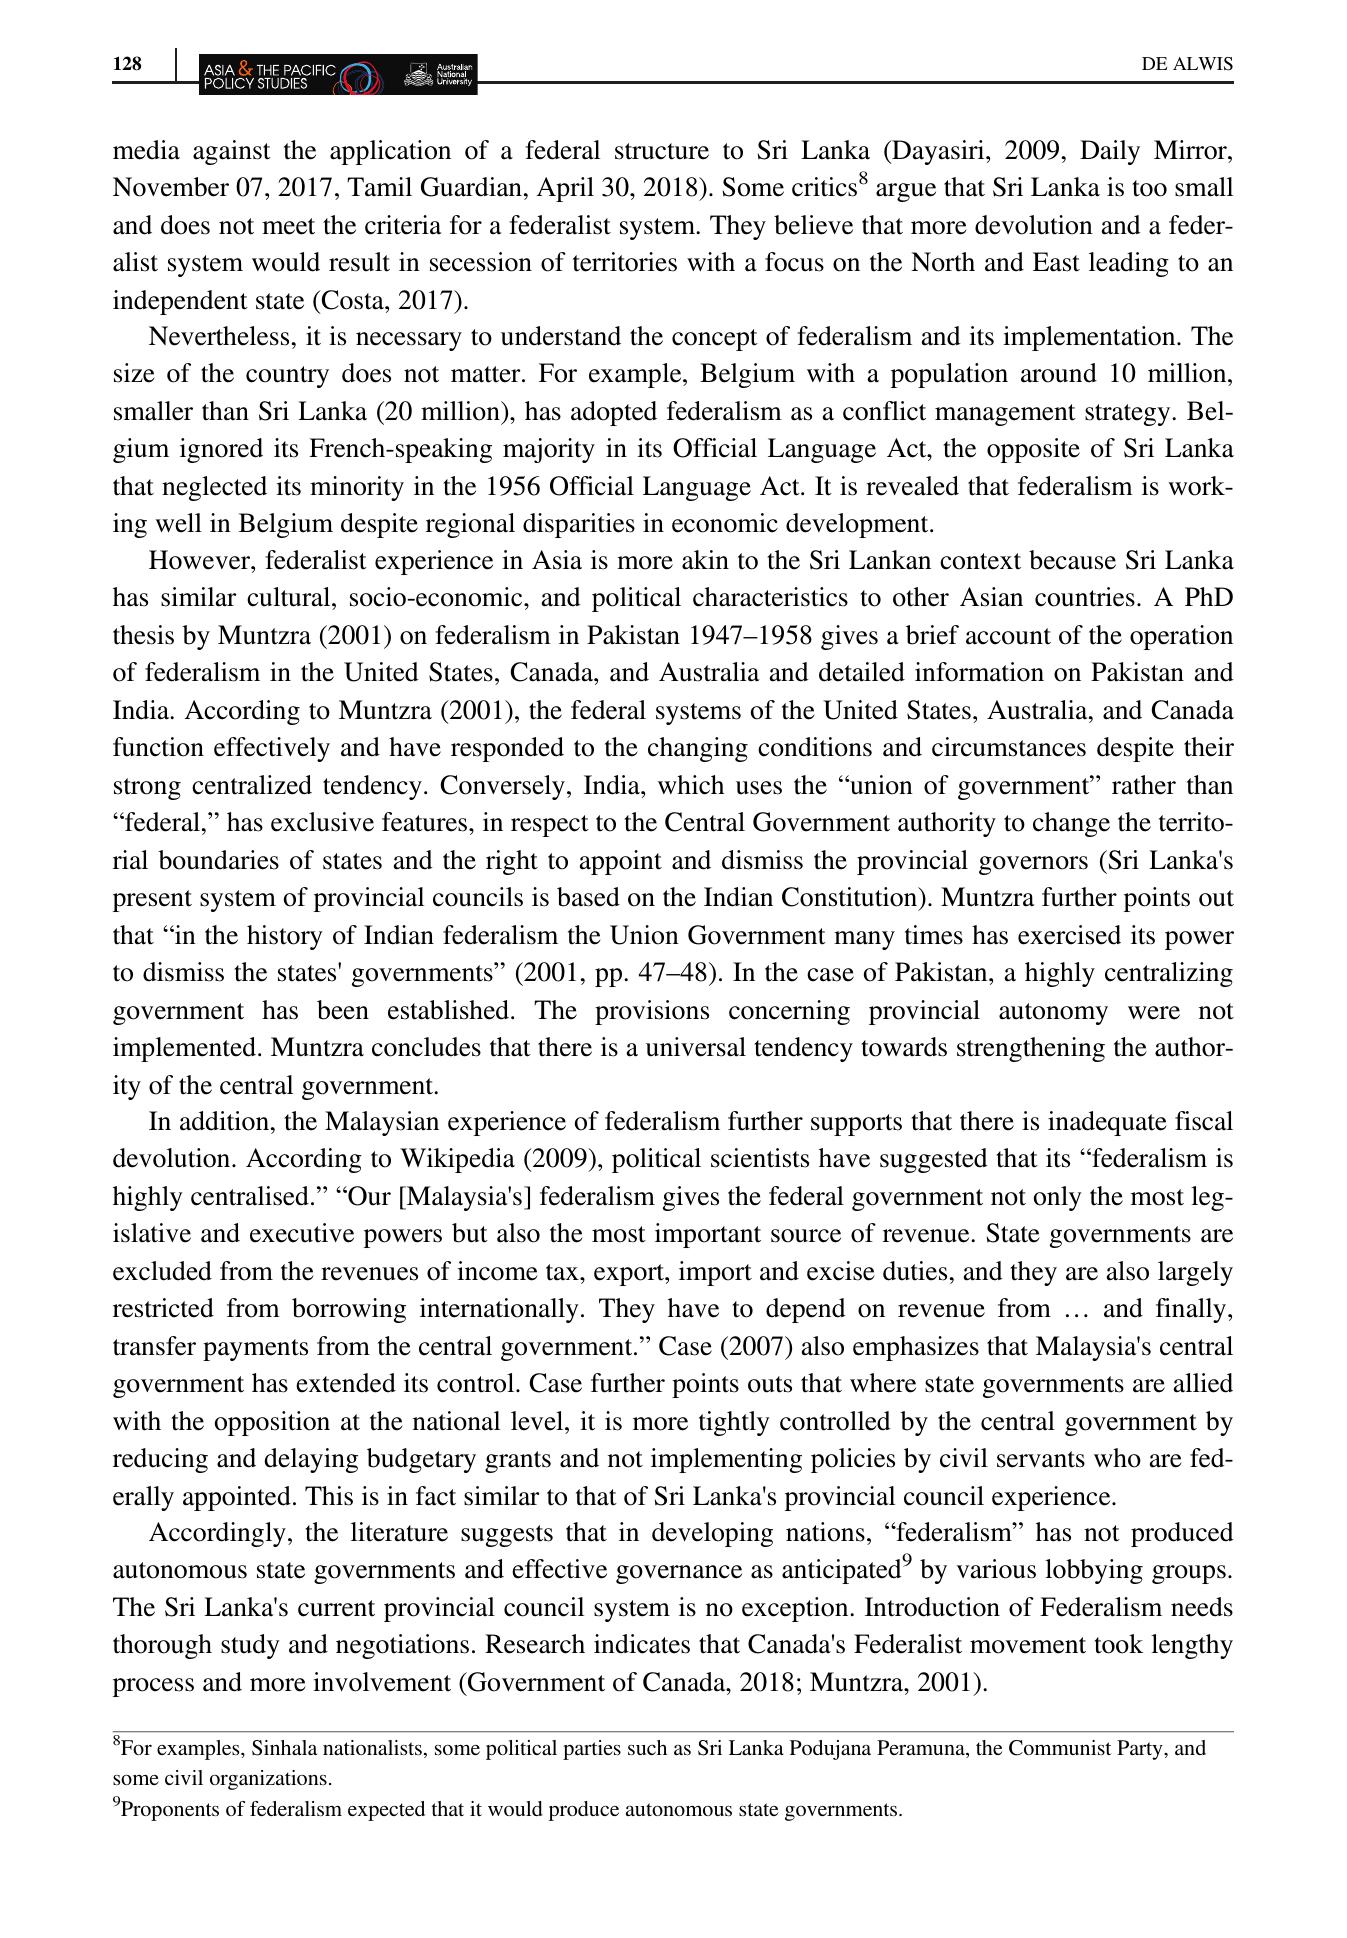 128
ASIA & THE PACIFIC
POLICY STUDIES
Australian
National
University
DE ALWIS
media against the application of a federal structure to Sri Lanka (Dayasiri, 2009, Daily Mirror,
November 07, 2017, Tamil Guardian, April 30, 2018). Some critics8 argue that Sri Lanka is too small
and does not meet the criteria for a federalist system. They believe that more devolution and a feder-
alist system would result in secession of territories with a focus on the North and East leading to an
independent state (Costa, 2017).
Nevertheless, it is necessary to understand the concept of federalism and its implementation. The
size of the country does not matter. For example, Belgium with a population around 10 million,
smaller than Sri Lanka (20 million), has adopted federalism as a conflict management strategy. Bel-
gium ignored its French-speaking majority in its Official Language Act, the opposite of Sri Lanka
that neglected its minority in the 1956 Official Language Act. It is revealed that federalism is work-
ing well in Belgium despite regional disparities in economic development.
However, federalist experience in Asia is more akin to the Sri Lankan context because Sri Lanka
has similar cultural, socio-economic, and political characteristics to other Asian countries. A PhD
thesis by Muntzra (2001) on federalism in Pakistan 1947–1958 gives a brief account of the operation
of federalism in the United States, Canada, and Australia and detailed information on Pakistan and
India. According to Muntzra (2001), the federal systems of the United States, Australia, and Canada
function effectively and have responded to the changing conditions and circumstances despite their
strong centralized tendency. Conversely, India, which uses the “union of government” rather than
“federal,” has exclusive features, in respect to the Central Government authority to change the territo-
rial boundaries of states and the right to appoint and dismiss the provincial governors (Sri Lanka's
present system of provincial councils is based on the Indian Constitution). Muntzra further points out
that “in the history of Indian federalism the Union Government many times has exercised its power
to dismiss the states' governments” (2001, pp. 47–48). In the case of Pakistan, a highly centralizing
government has been established. The provisions concerning provincial autonomy were not
implemented. Muntzra concludes that there is a universal tendency towards strengthening the author-
ity of the central government.
In addition, the Malaysian experience of federalism further supports that there is inadequate fiscal
devolution. According to Wikipedia (2009), political scientists have suggested that its “federalism is
highly centralised.” “Our [Malaysia's] federalism gives the federal government not only the most leg-
islative and executive powers but also the most important source of revenue. State governments are
excluded from the revenues of income tax, export, import and excise duties, and they are also largely
restricted from borrowing internationally. They have to depend on revenue from … and finally,
transfer payments from the central government.” Case (2007) also emphasizes that Malaysia's central
government has extended its control. Case further points outs that where state governments are allied
with the opposition at the national level, it is more tightly controlled by the central government by
reducing and delaying budgetary grants and not implementing policies by civil servants who are fed-
erally appointed. This is in fact similar to that of Sri Lanka's provincial council experience.
Accordingly, the literature suggests that in developing nations, “federalism” has not produced
autonomous state governments and effective governance as anticipated9 by various lobbying groups.
The Sri Lanka's current provincial council system is no exception. Introduction of Federalism needs
thorough study and negotiations. Research indicates that Canada's Federalist movement took lengthy
process and more involvement (Government of Canada, 2018; Muntzra, 2001).
8For examples, Sinhala nationalists, some political parties such as Sri Lanka Podujana Peramuna, the Communist Party, and
some civil organizations.
9Proponents of federalism expected that it would produce autonomous state governments.